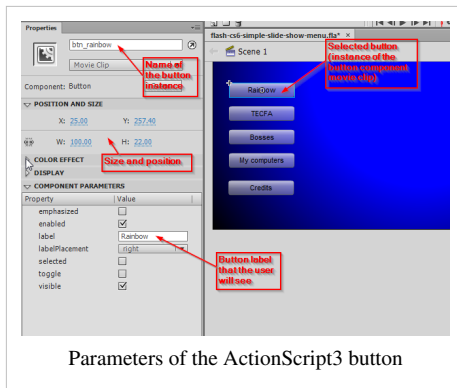 Properties
btn_rainbow
Movie Clip
Name of
the button
instance
Component: Button
POSITION AND SIZE
X: 25,00 Y: 257,40
W: 100,00 H: 22,00
Size and position
COLOR EFFECT
DISPLAY
COMPONENT PARAMETERS
Property Value
emphasized
enabled
label Rainbow
labelPlacement right
selected
toggle
visible
Button label
that the user
will see
flash-cs6-simple-slide-show-menu.fla* ×
Scene 1
Selected button
(instance of the
button component
movie clip)
Rainbow
TECFA
Bosses
My computers
Credits
Parameters of the ActionScript3 button